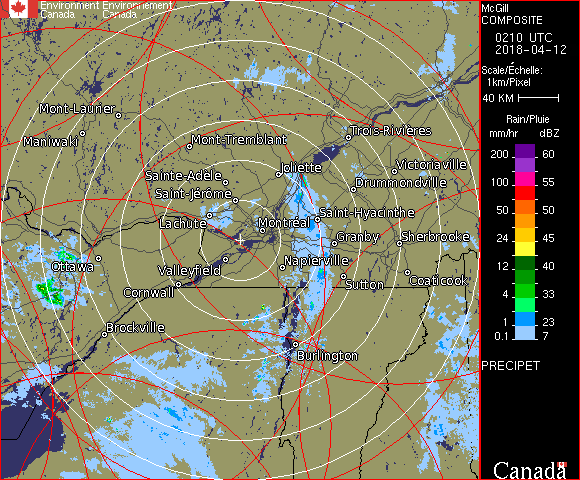 Environment Environnement
Canada Canada
McGill
COMPOSITE
0210 UTC
2018-04-12
Scale/Échelle:
1km/Pixel
40 KM
Rain/Pluie
mm/hr dBZ
200 60
100 55
50 50
24 45
12 40
4 33
1 23
0.1 7
PRECIPET
Mont-Laurier
Maniwaki
Mont-Tremblant
Trois-Rivières
Joliette
Victoriaville
Sainte-Adèle
Drummondville
Saint-Jérôme
Saint-Hyacinthe
Lachute
Montréal
Granby
Sherbrooke
Ottawa
Valleyfield
Napierville
Coaticook
Sutton
Cornwall
Brockville
Burlington
Canada